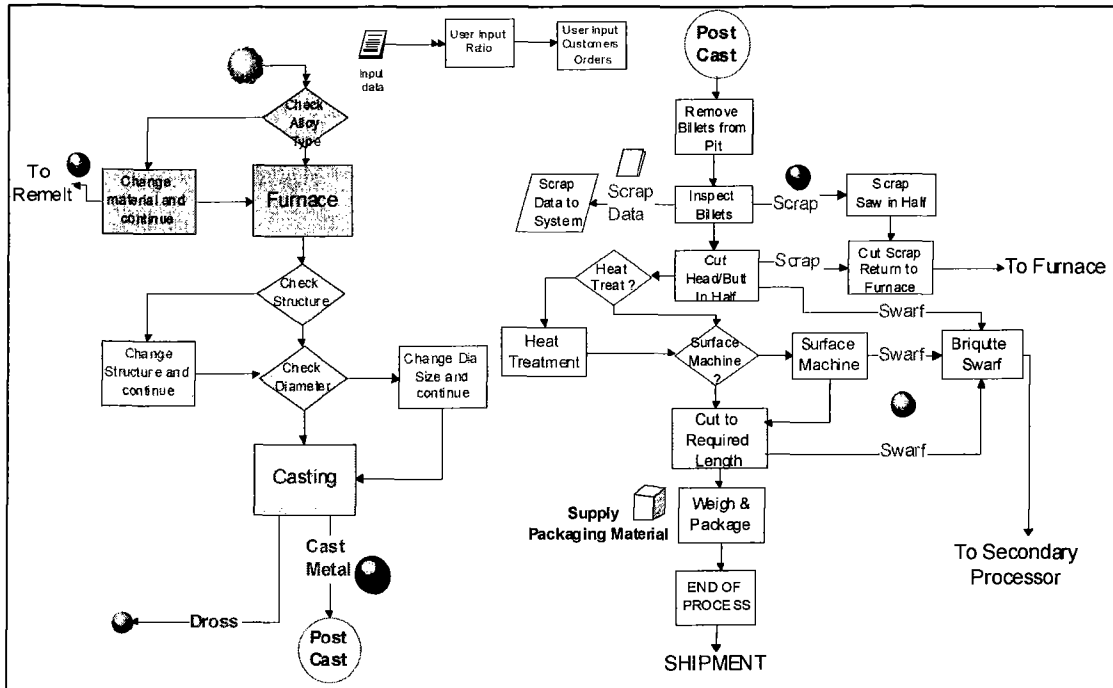 Input
data
User Input
Ratio
User Input
Customers
Orders
Check
Alloy
Type
To
Remelt
Change
material and
continue
Furnace
Check
Structure
Change
Structure and
continue
Check
Diameter
Change Dia
Size and
continue
Casting
Cast
Metal
Dross
Post
Cast
Post
Cast
Remove
Billets from
Pit
Scrap
Data to
System
Scrap
Data
Inspect
Billets
Scrap
Scrap
Saw in Half
Heat
Treat ?
Cut
Head/Butt
In Half
Scrap
Cut Scrap
Return to
Furnace
To Furnace
Swarf
Heat
Treatment
Surface
Machine
?
Surface
Machine
Swarf
Briqutte
Swarf
Cut to
Required
Length
Swarf
Supply
Packaging Material
Weigh &
Package
To Secondary
Processor
END OF
PROCESS
SHIPMENT